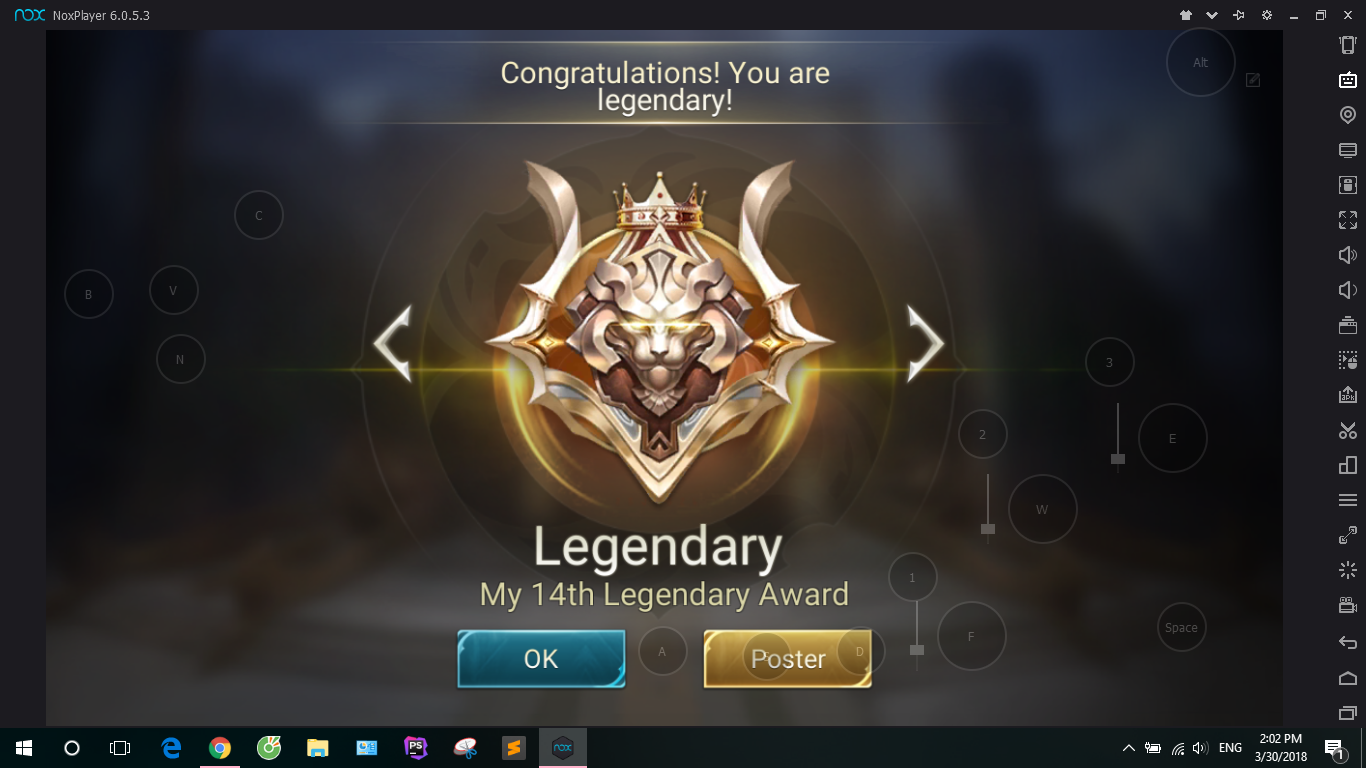 nox NoxPlayer 6.0.5.3
Alt
Congratulations! You are
legendary!
C
B
V
N
3
2
E
W
Legendary
1
My 14th Legendary Award
Space
F
OK
A
S
Poster
D
PS
nox
ENG
2:02 PM
3/30/2018
1